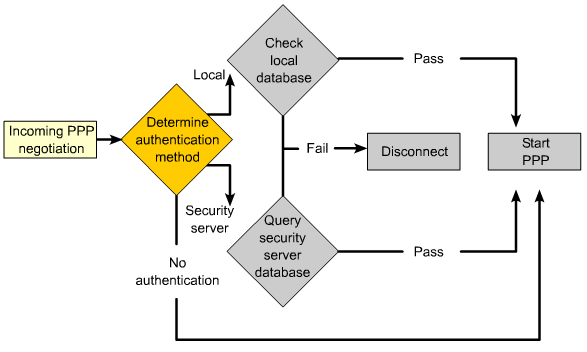 Incoming PPP
negotiation
Determine
authentication
method
Local
Check
local
database
Pass
Fail
Disconnect
Start
PPP
Security
server
Query
security
server
database
Pass
No
authentication